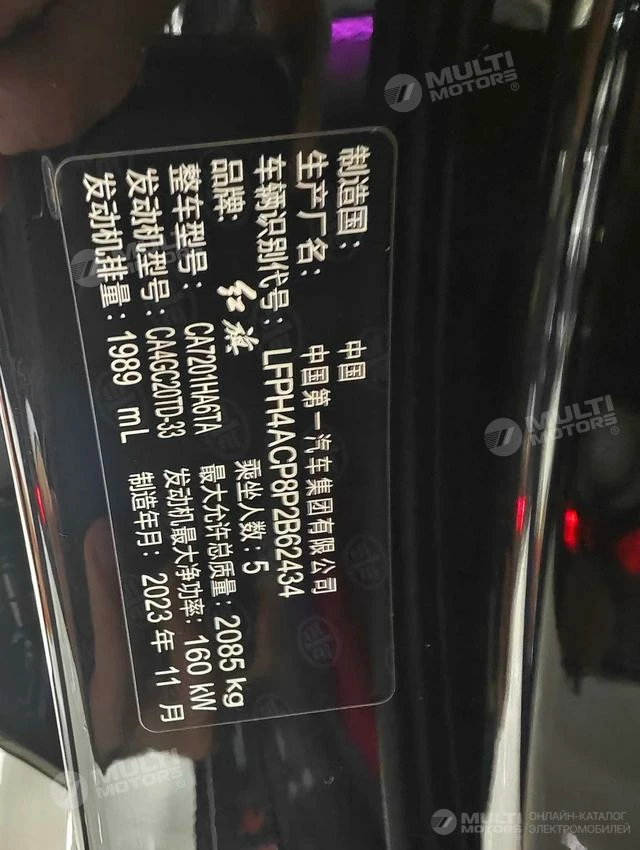 制造国: 中国
生产厂名: 中国第一汽车集团有限公司
车辆识别代号: LFPH4ACP8P2B62434
品牌 红旗 乘坐人数: 5
整车型号: CA7201HA6TA 最大允许总质量: 2085 kg
发动机型号: CA4GC20TD-33 发动机最大净功率: 160 kW
发动机排量: 1989 mL 制造年月: 2023 年 11 月
MULTI
MOTORS®
MULTI
MOTORS®
MULTI
MOTORS®
MULTI
MOTORS®
MULTI
MOTORS®
MULTI
MOTORS®
ОНЛАЙН-КАТАЛОГ
ЭЛЕКТРОМОБИЛЕЙ